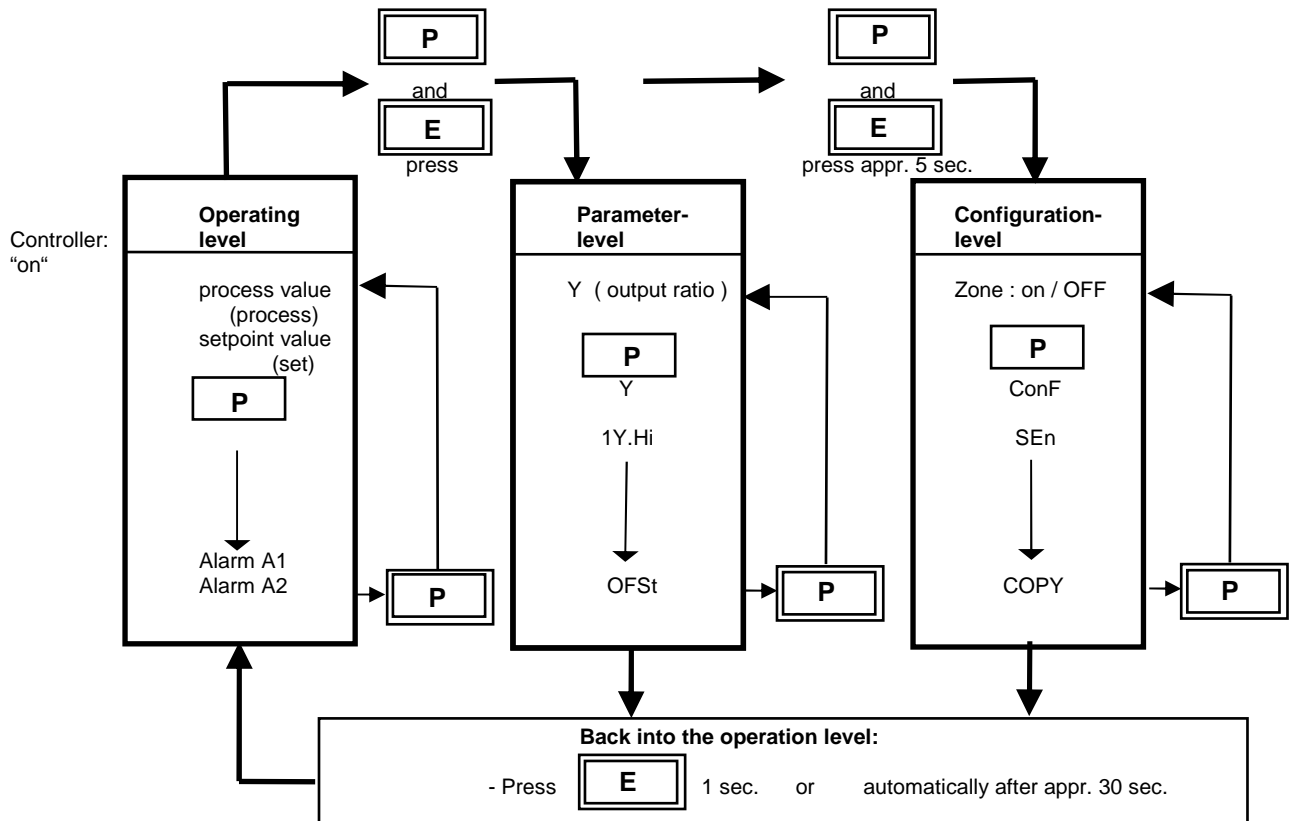 P
and
E
press
P
and
E
press appr. 5 sec.
Controller:
“on“
Operating
level
process value
(process)
setpoint value
(set)
P
Alarm A1
Alarm A2
P
Parameter-
level
Y ( output ratio )
P
Y
1Y.Hi
OFSt
P
Configuration-
level
Zone : on / OFF
P
ConF
SEn
COPY
P
Back into the operation level:
- Press E 1 sec. or automatically after appr. 30 sec.